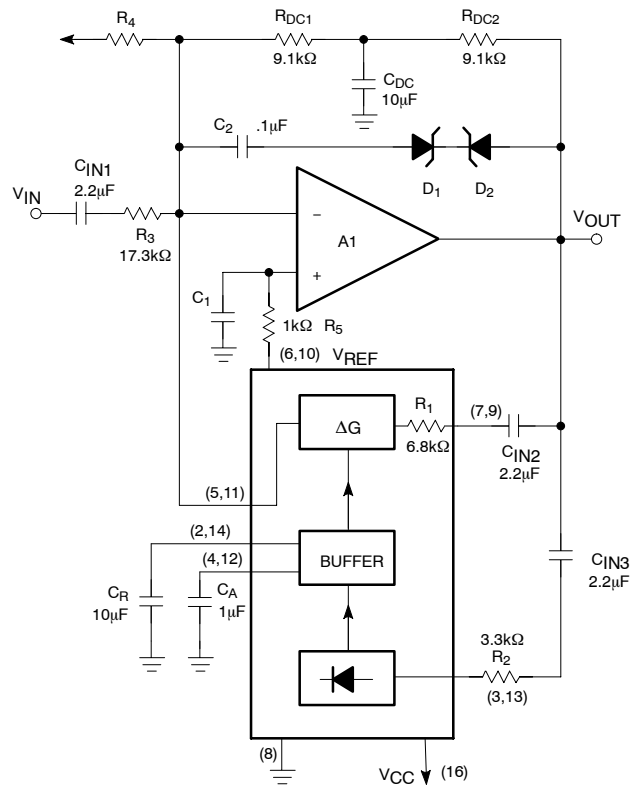 R4
RDC1
RDC2
9.1kΩ
9.1kΩ
CDC
10μF
C2
.1μF
CIN1
2.2μF
D1
D2
VIN
VOUT
R3
17.3kΩ
−
A1
+
C1
1kΩ R5
(6,10)
VREF
ΔG
R1
6.8kΩ
(7,9)
CIN2
2.2μF
(5,11)
(2,14)
(4,12)
BUFFER
CIN3
2.2μF
CR
10μF
CA
1μF
3.3kΩ
R2
(3,13)
(8)
VCC
(16)